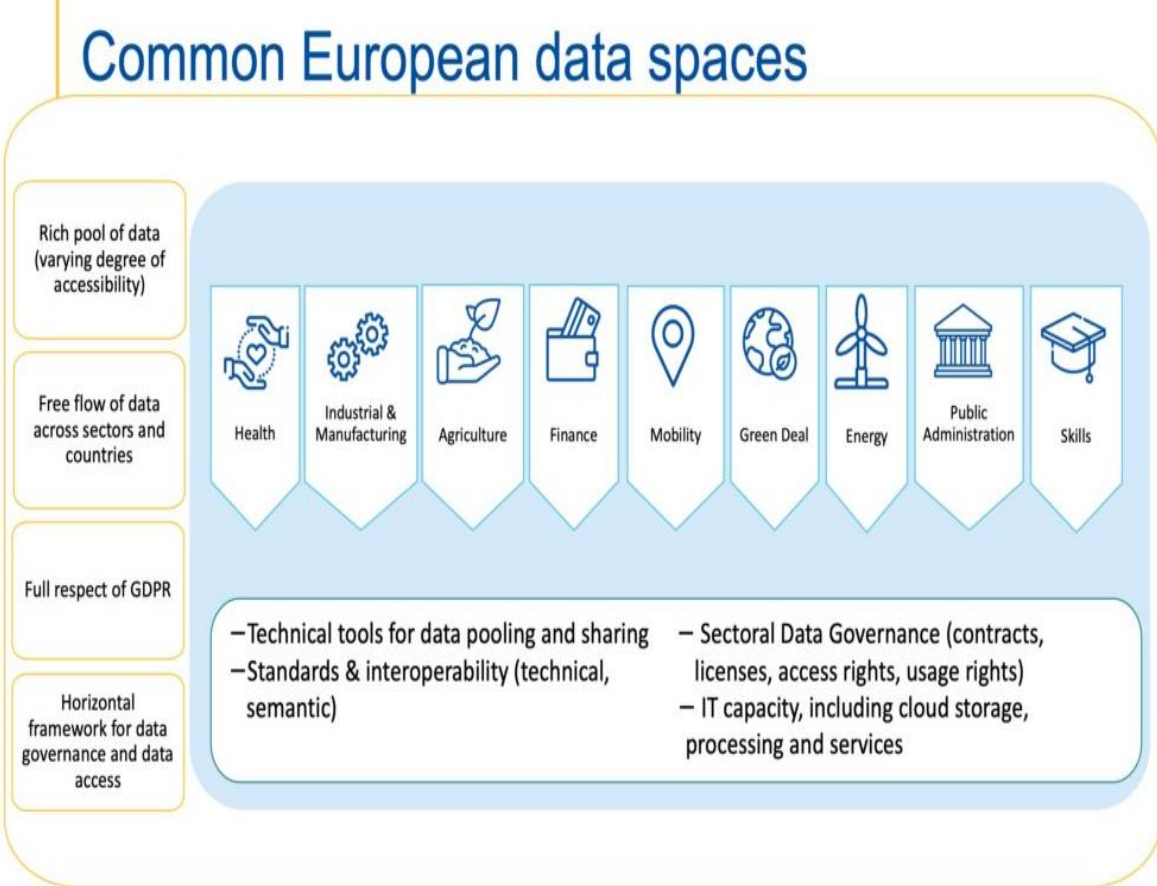 Common European data spaces
Rich pool of data
(varying degree of
accessibility)
Free flow of data
across sectors and
countries
Full respect of GDPR
Horizontal
framework for data
governance and data
access
Health
Industrial &
Manufacturing
Agriculture
Finance
Mobility
Green Deal
Energy
Public
Administration
Skills
–Technical tools for data pooling and sharing
–Standards & interoperability (technical,
semantic)
– Sectoral Data Governance (contracts,
licenses, access rights, usage rights)
– IT capacity, including cloud storage,
processing and services